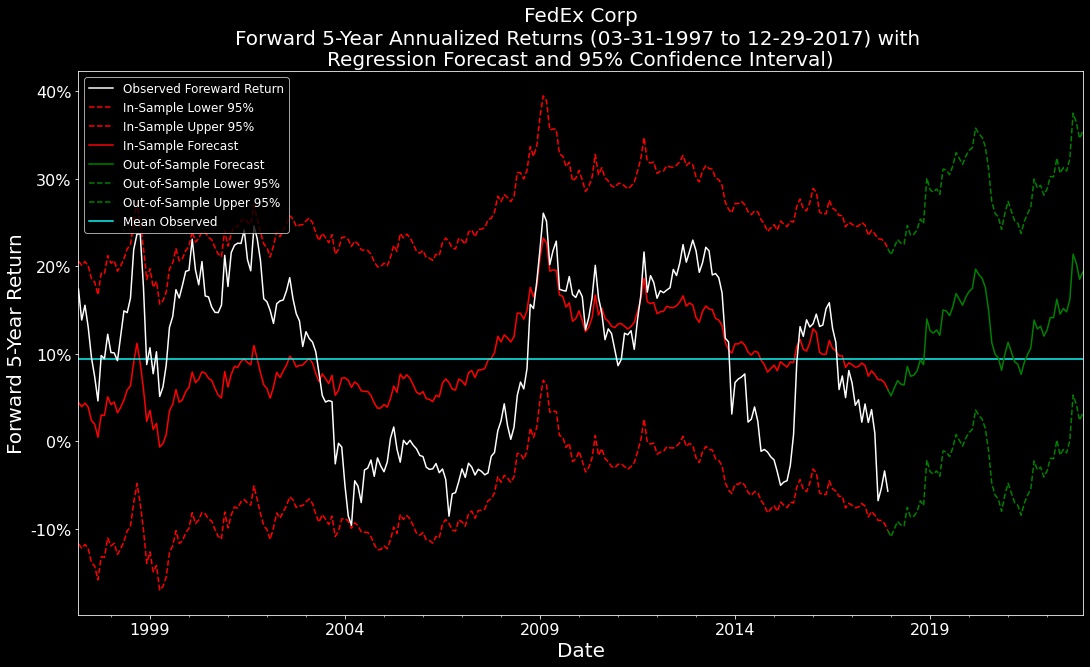 FedEx Corp
Forward 5-Year Annualized Returns (03-31-1997 to 12-29-2017) with
Regression Forecast and 95% Confidence Interval)
Observed Foreward Return
In-Sample Lower 95%
In-Sample Upper 95%
In-Sample Forecast
Out-of-Sample Forecast
Out-of-Sample Lower 95%
Out-of-Sample Upper 95%
Mean Observed
40%
30%
20%
10%
0%
-10%
Forward 5-Year Return
1999
2004
2009
2014
2019
Date